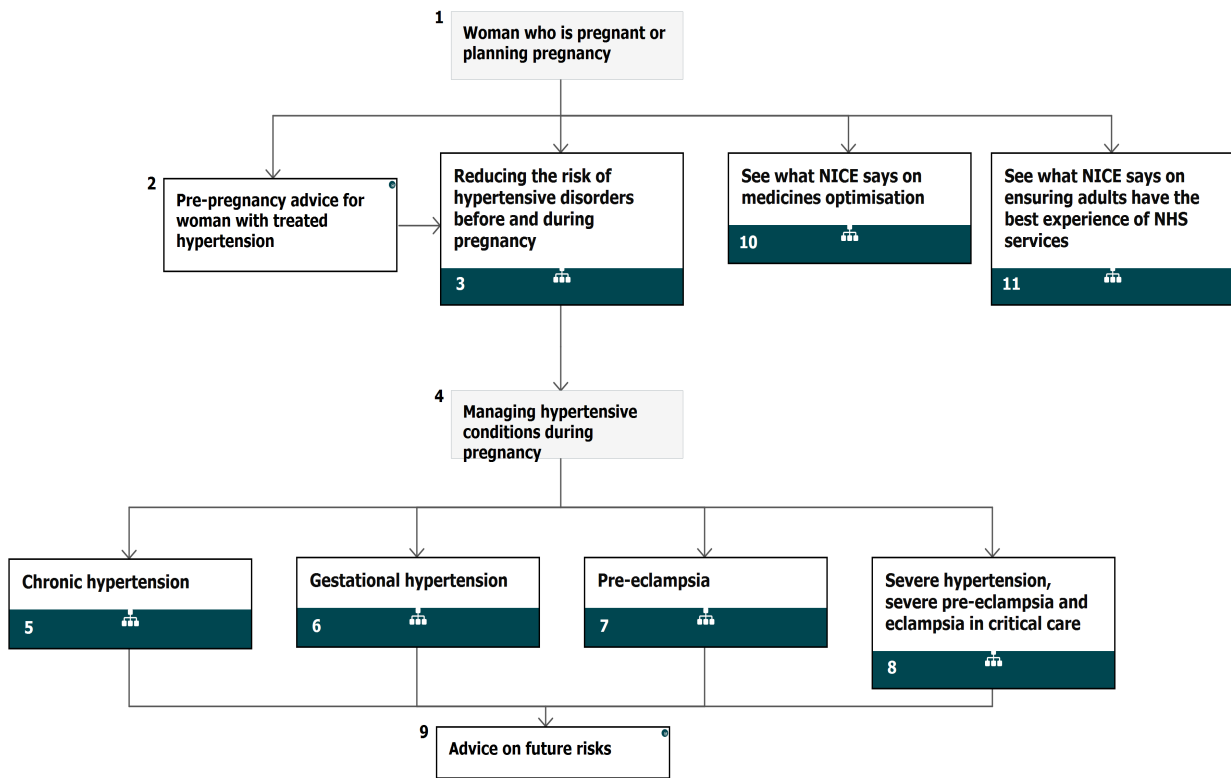 1
Woman who is pregnant or
planning pregnancy
2
Pre-pregnancy advice for
woman with treated
hypertension
Reducing the risk of
hypertensive disorders
before and during
pregnancy
3
See what NICE says on
medicines optimisation
10
See what NICE says on
ensuring adults have the
best experience of NHS
services
11
4
Managing hypertensive
conditions during
pregnancy
Chronic hypertension
5
Gestational hypertension
6
Pre-eclampsia
7
Severe hypertension,
severe pre-eclampsia and
eclampsia in critical care
8
9
Advice on future risks